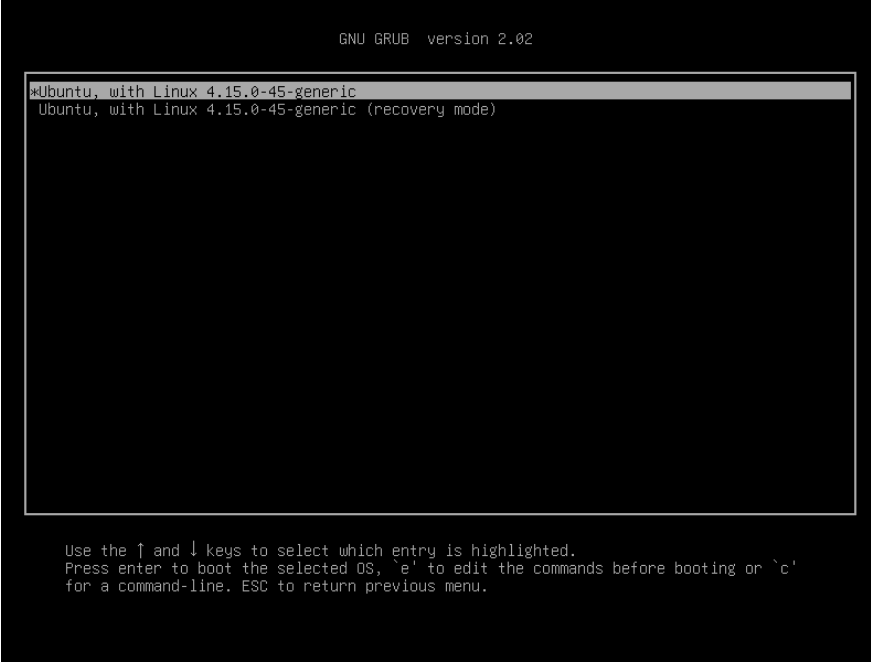 GNU GRUB  version 2.02
*Ubuntu, with Linux 4.15.0-45-generic
Ubuntu, with Linux 4.15.0-45-generic (recovery mode)
Use the ↑ and ↓ keys to select which entry is highlighted.
Press enter to boot the selected OS, `e' to edit the commands before booting or `c'
for a command-line. ESC to return previous menu.